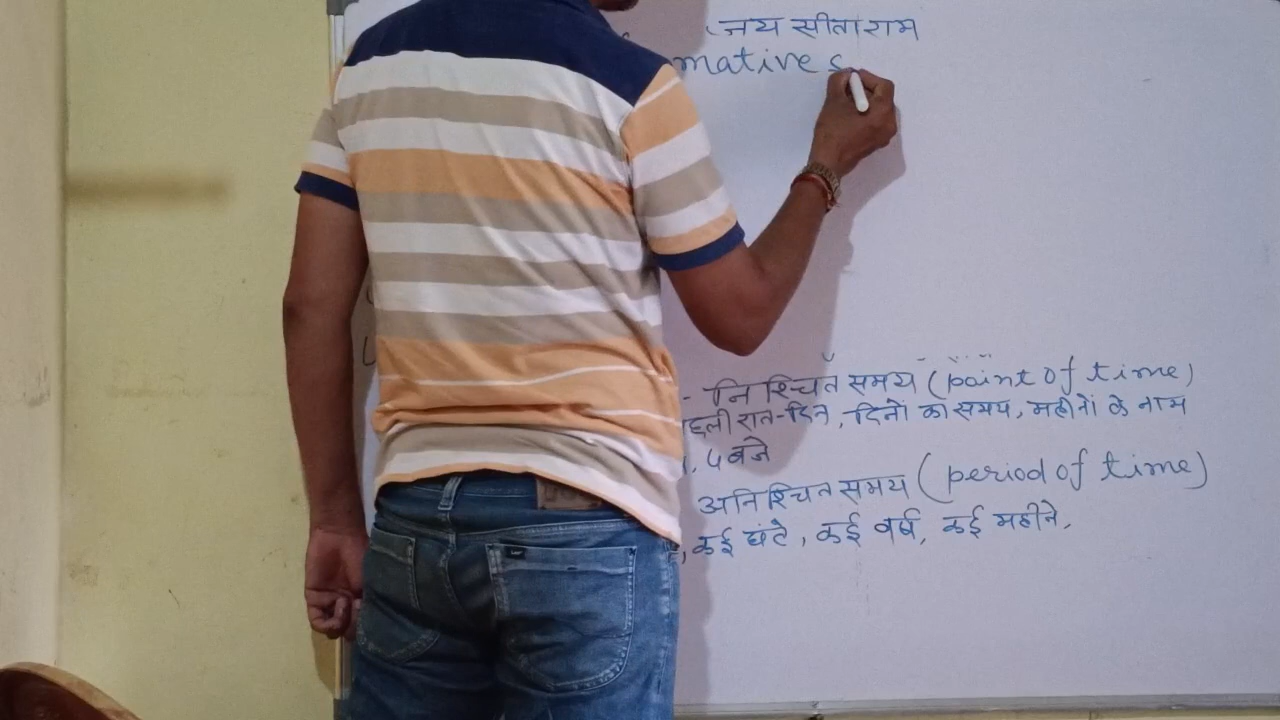 जय सीताराम
mative s
- निश्चित समय (point of time)
छली रात-दिन, दिनों का समय, महीनों के नाम
, 4 बजे
अनिश्चित समय (period of time)
, कई घंटे, कई वर्ष, कई महीने,